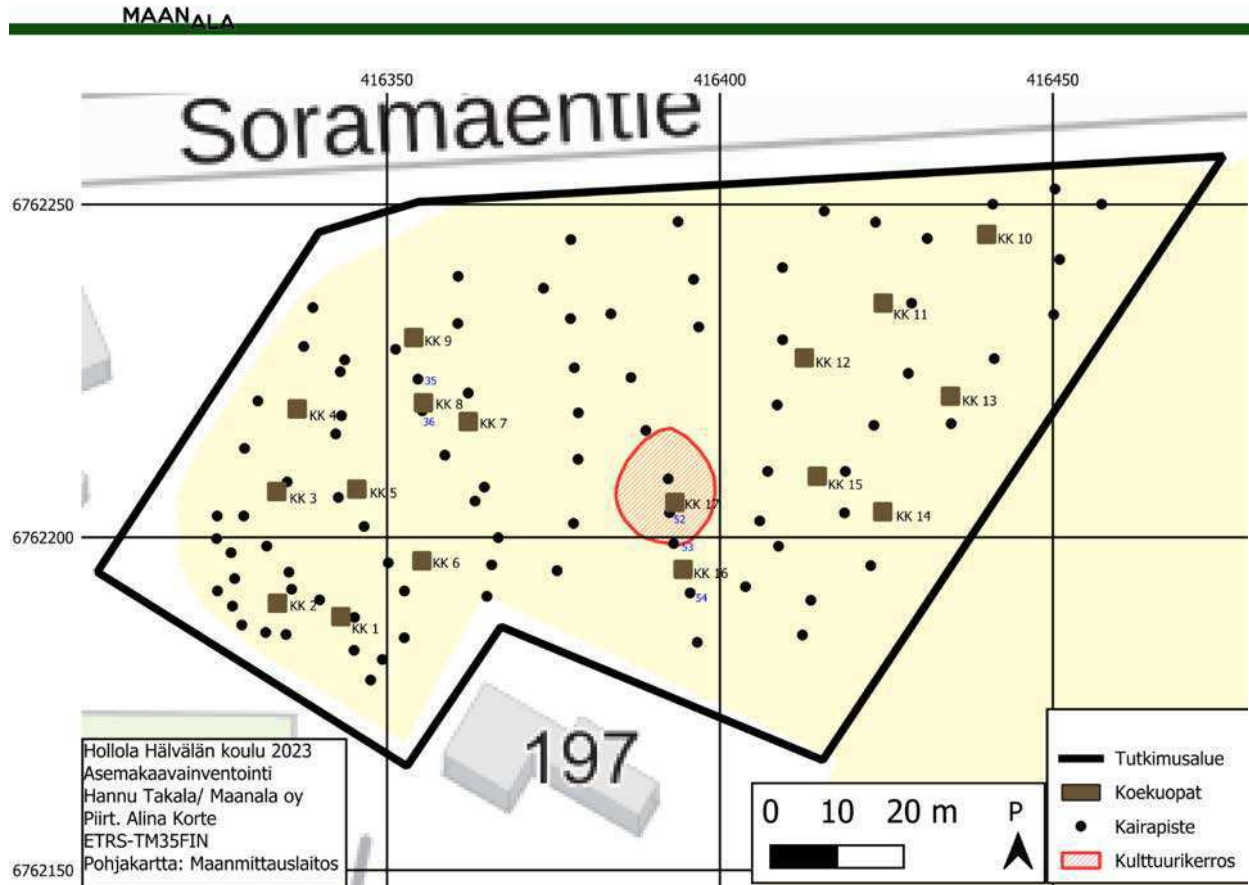 MAANALA
416350 416400 416450
Soramäentie
6762250
KK 10
KK 11
KK 9
KK 12
35
KK 8
KK 13
KK 4
36
KK 7
KK 15
KK 3
KK 5
KK 17
52
KK 14
6762200
53
KK 6
KK 16
54
KK 2
KK 1
197
Hollola Hälvälän koulu 2023
Asemakaavainventointi
Hannu Takala/ Maanala oy
Piirt. Alina Korte
ETRS-TM35FIN
Pohjakartta: Maanmittauslaitos
6762150
0 10 20 m P
Tutkimusalue
Koekuopat
Kairapiste
Kulttuurikerros